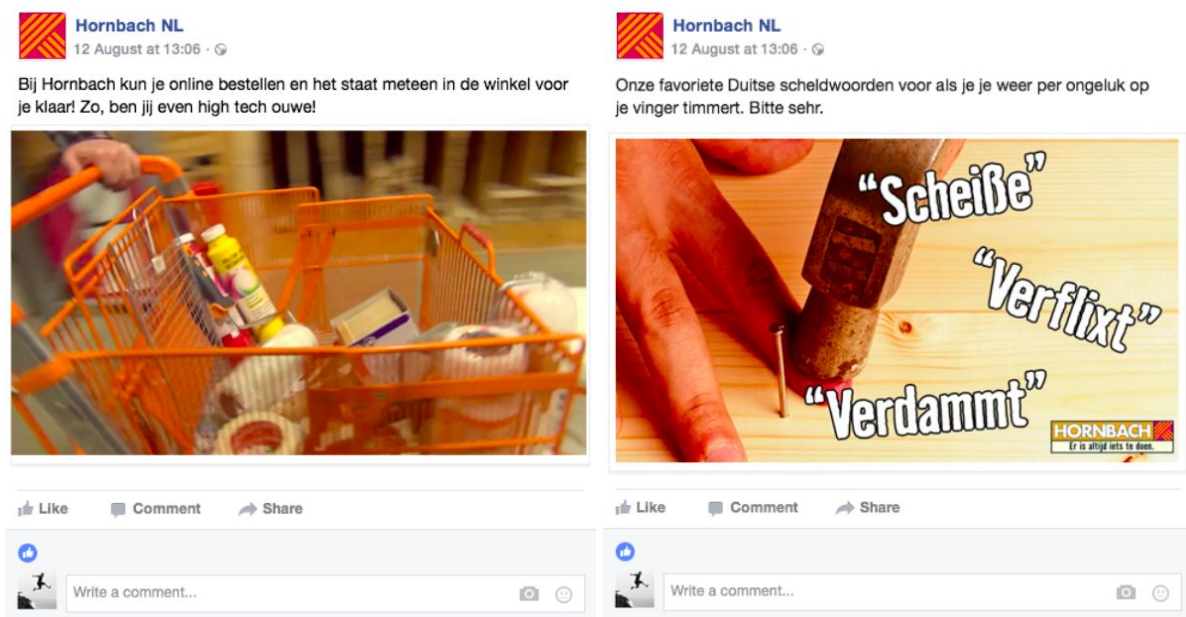 Hornbach NL
12 August at 13:06
Bij Hornbach kun je online bestellen en het staat meteen in de winkel voor
je klaar! Zo, ben jij even high tech ouwe!
Like Comment Share
Write a comment...
Hornbach NL
12 August at 13:06
Onze favoriete Duitse scheldwoorden voor als je je weer per ongeluk op
je vinger timmert. Bitte sehr.
"Scheiße"
"Verflixt"
"Verdammt"
HORNBACH
Er is altijd iets te doen.
Like Comment Share
Write a comment...